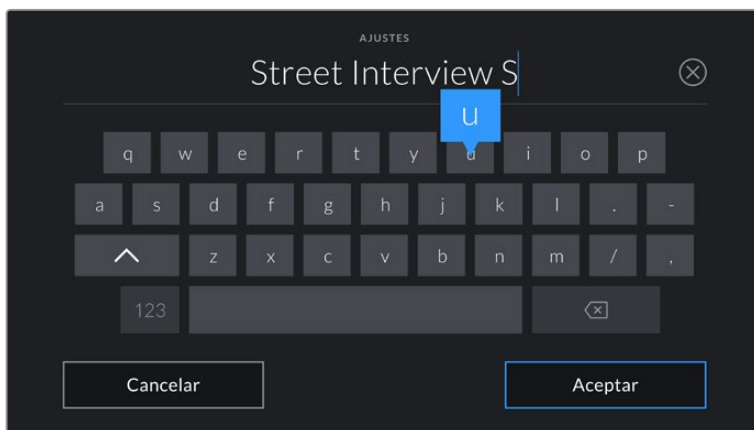 AJUSTES
Street Interview S
u
q w e r t y u i o p
a s d f g h j k l . -
z x c v b n m / ,
123
Cancelar Aceptar